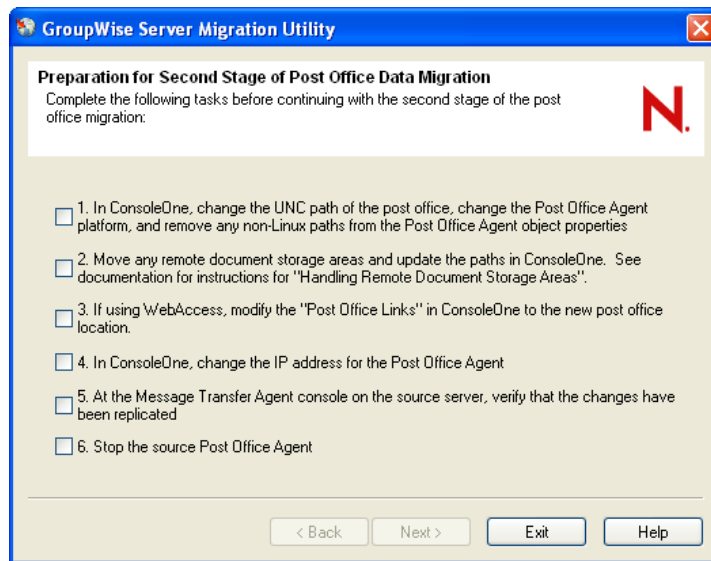 GroupWise Server Migration Utility
Preparation for Second Stage of Post Office Data Migration
Complete the following tasks before continuing with the second stage of the post
office migration:
N.
1. In ConsoleOne, change the UNC path of the post office, change the Post Office Agent
platform, and remove any non-Linux paths from the Post Office Agent object properties
2. Move any remote document storage areas and update the paths in ConsoleOne.  See
documentation for instructions for "Handling Remote Document Storage Areas".
3. If using WebAccess, modify the "Post Office Links" in ConsoleOne to the new post office
location.
4. In ConsoleOne, change the IP address for the Post Office Agent
5. At the Message Transfer Agent console on the source server, verify that the changes have
been replicated
6. Stop the source Post Office Agent
< Back
Next >
Exit
Help